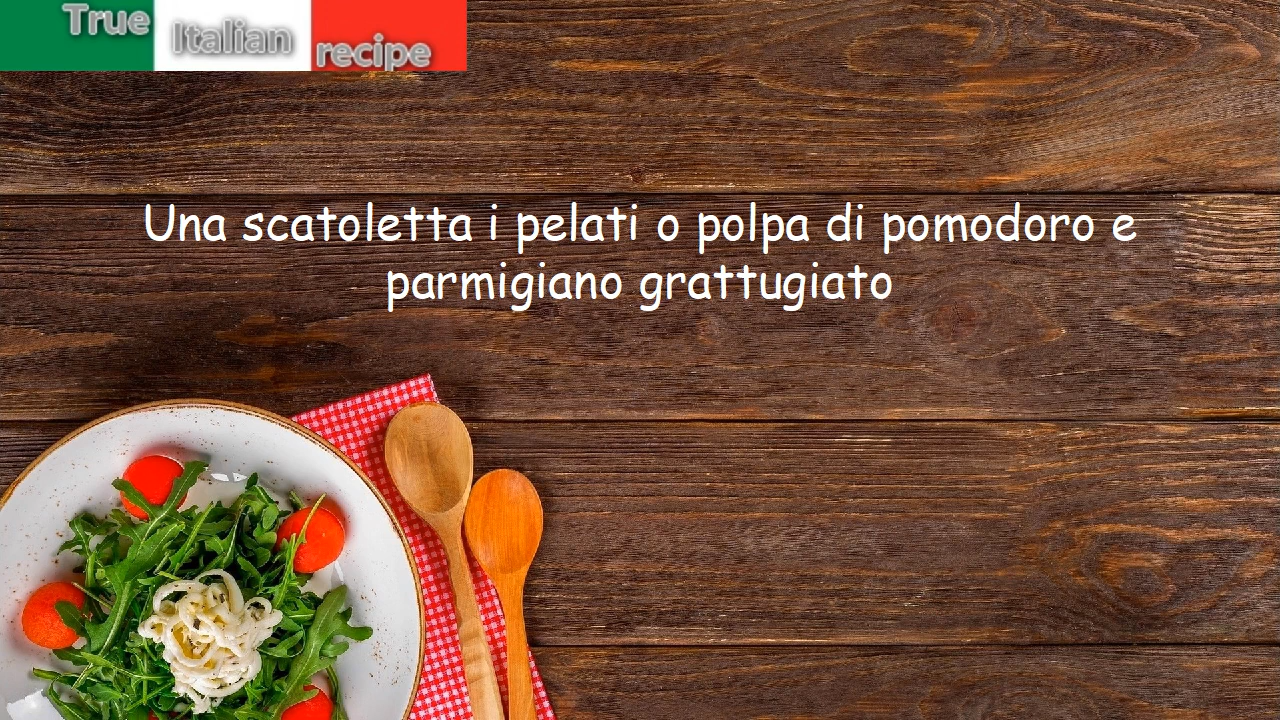 True Italian recipe
Una scatoletta i pelati o polpa di pomodoro e
parmigiano grattugiato